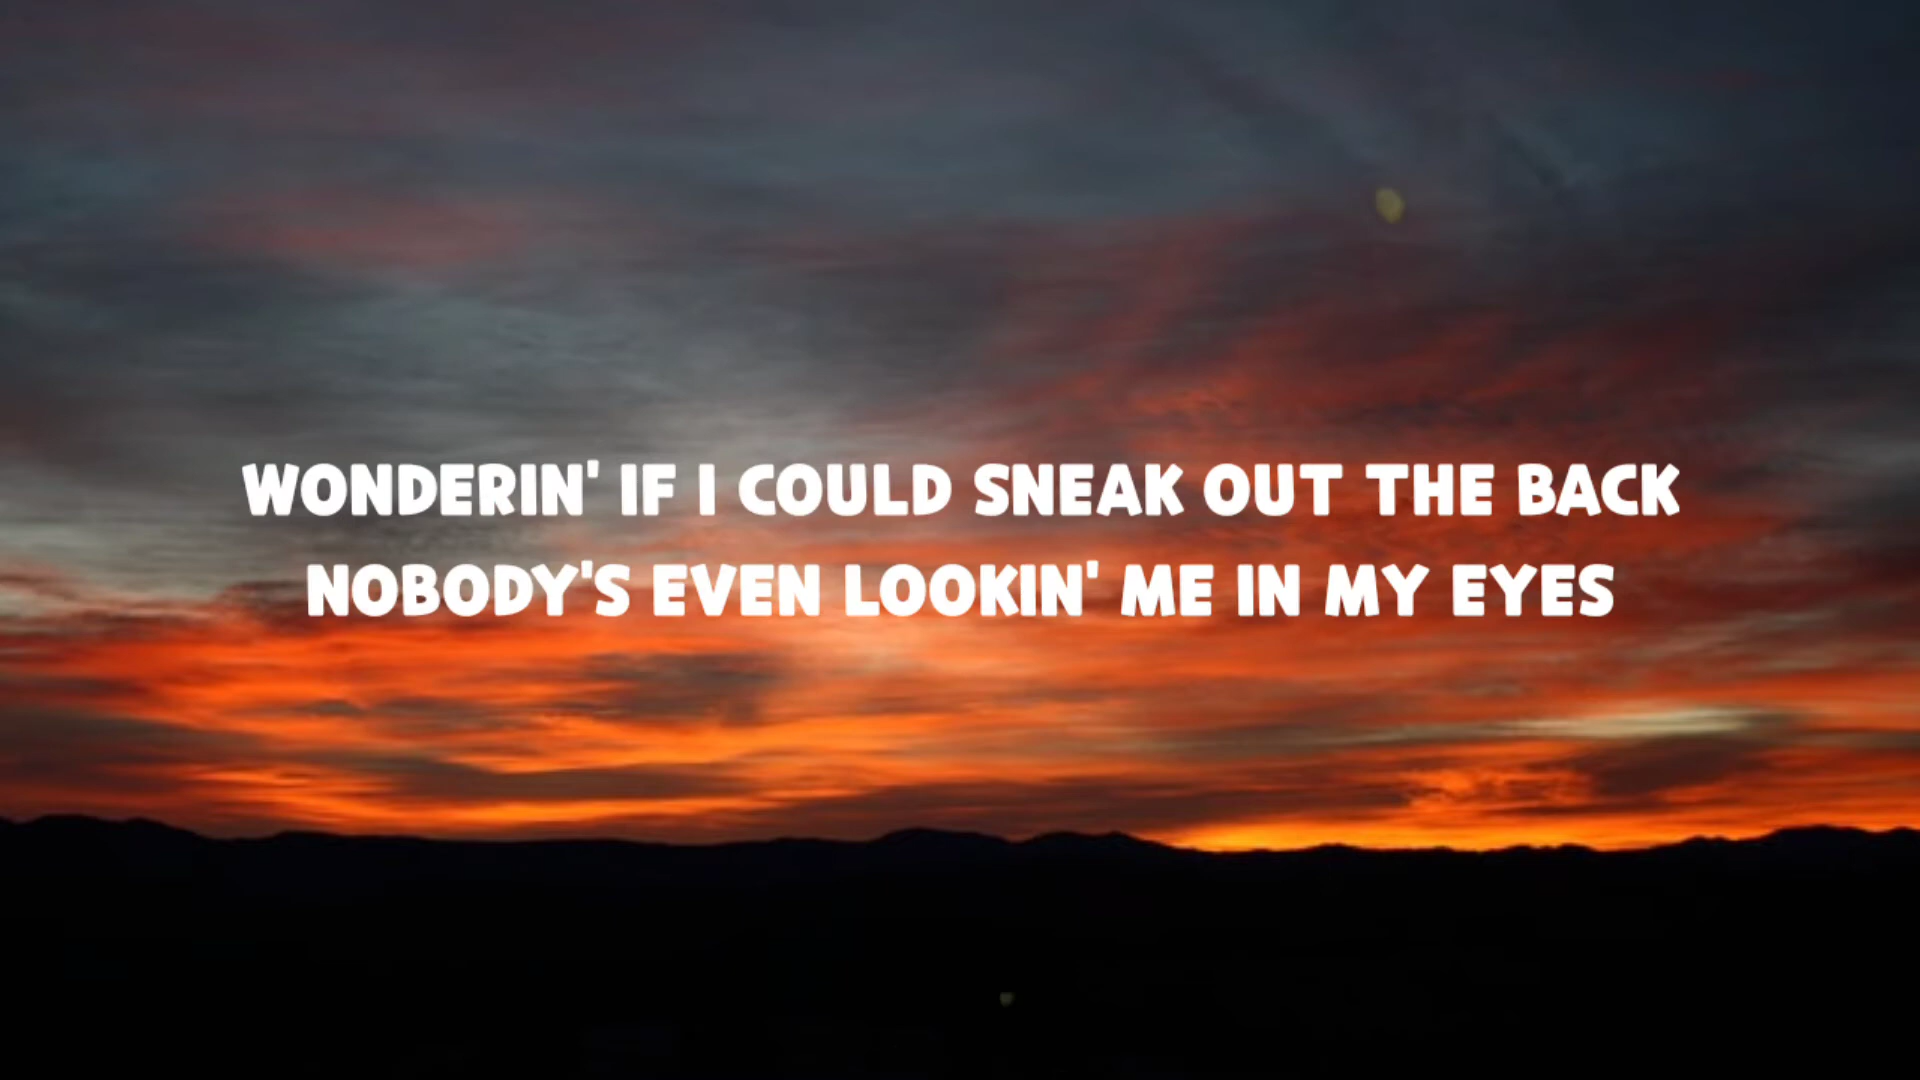 WONDERIN' IF I COULD SNEAK OUT THE BACK
NOBODY'S EVEN LOOKIN' ME IN MY EYES